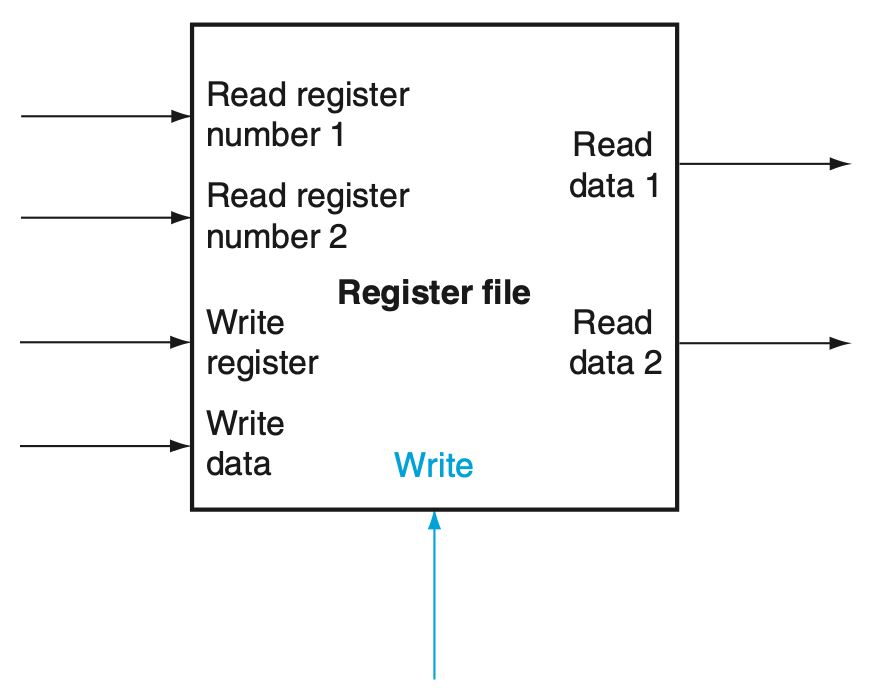 Read register
number 1
Read
data 1
Read register
number 2
Register file
Write
register
Read
data 2
Write
data
Write